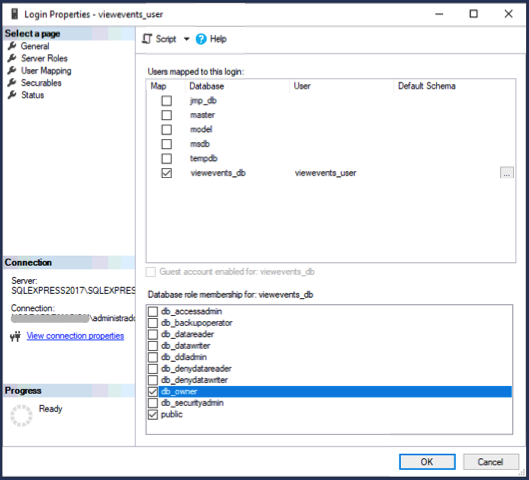 Login Properties - viewevents_user
Select a page
General
Server Roles
User Mapping
Securables
Status
Script
Help
Users mapped to this login:
Map Database User Default Schema
jmp_db
master
model
msdb
tempdb
viewevents_db viewevents_user ...
Guest account enabled for: viewevents_db
Database role membership for: viewevents_db
db_accessadmin
db_backupoperator
db_datareader
db_datawriter
db_ddladmin
db_denydatareader
db_denydatawriter
db_owner
db_securityadmin
public
Connection
Server:
SQLEXPRESS2017\SQLEXPRES
Connection:
\administrado
View connection properties
Progress
Ready
OK Cancel